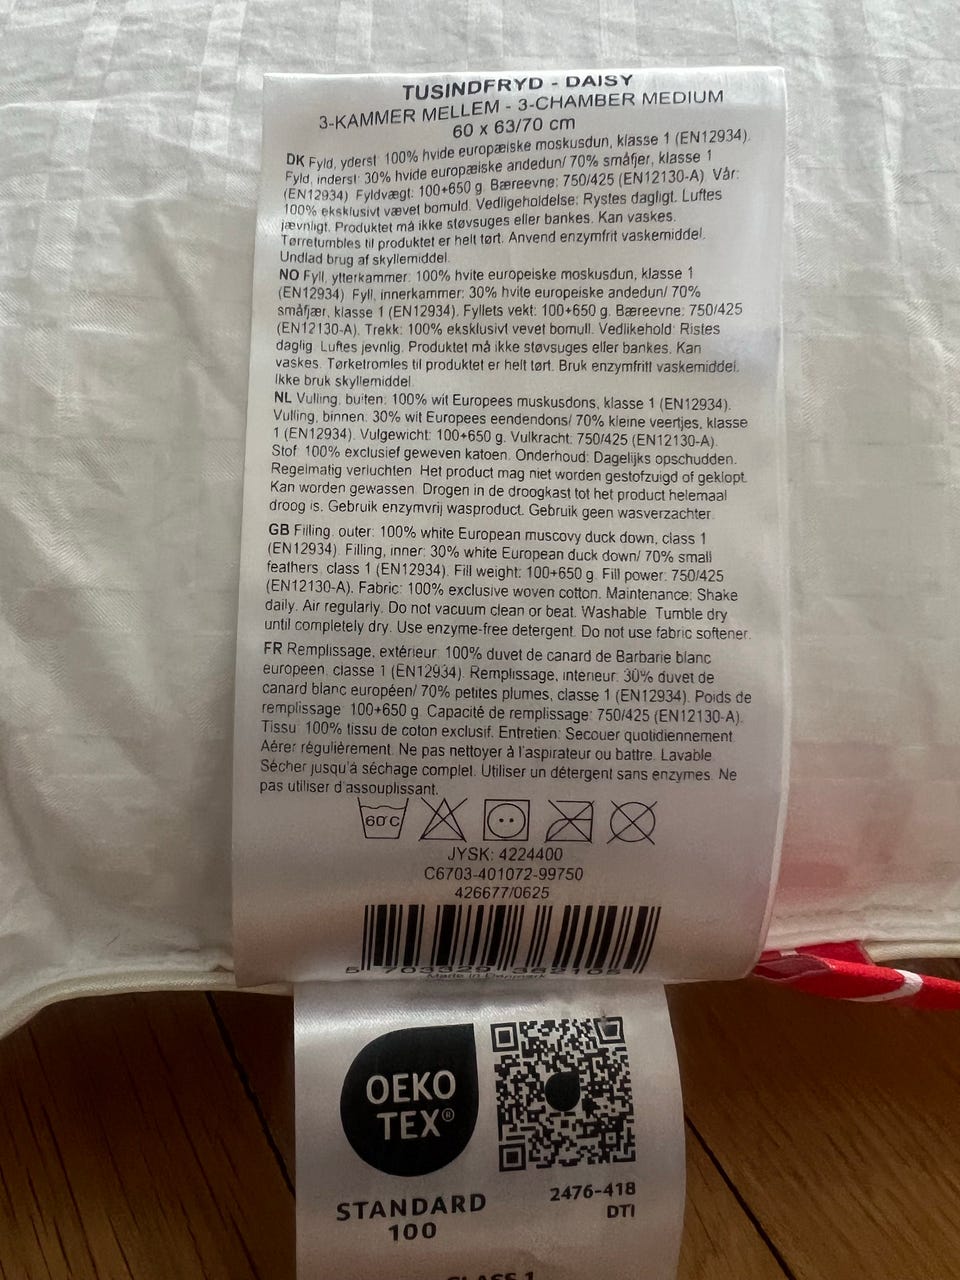 TUSINDFRYD - DAISY
3-KAMMER MELLEM - 3-CHAMBER MEDIUM
60 x 63/70 cm
DK Fyld, yderst: 100% hvide europæiske moskusdun, klasse 1 (EN12934).
Fyld, inderst: 30% hvide europæiske andedun/ 70% småfjer, klasse 1
(EN12934) Fyldvægt: 100+650 g. Bæreevne: 750/425 (EN12130-A). Vår:
100% eksklusivt vævet bomuld. Vedligeholdelse: Rystes dagligt. Luftes
jævnligt. Produktet må ikke støvsuges eller bankes. Kan vaskes.
Tørretumbles til produktet er helt tørt. Anvend enzymfrit vaskemiddel.
Undlad brug af skyllemiddel.
NO Fyll, ytterkammer: 100% hvite europeiske moskusdun, klasse 1
(EN12934). Fyll, innerkammer: 30% hvite europeiske andedun/ 70%
småfjær, klasse 1 (EN12934). Fyllets vekt: 100+650 g. Bæreevne: 750/425
(EN12130-A). Trekk: 100% eksklusivt vevet bomull. Vedlikehold: Ristes
daglig. Luftes jevnlig. Produktet må ikke støvsuges eller bankes. Kan
vaskes. Tørketromles til produktet er helt tørt. Bruk enzymfritt vaskemiddel.
Ikke bruk skyllemiddel.
NL Vulling, buiten: 100% wit Europees muskusdons, klasse 1 (EN12934).
Vulling, binnen: 30% wit Europees eendendons/ 70% kleine veertjes, klasse
1 (EN12934). Vulgewicht: 100+650 g. Vulkracht: 750/425 (EN12130-A).
Stof: 100% exclusief geweven katoen. Onderhoud: Dagelijks opschudden.
Regelmatig verluchten. Het product mag niet worden gestofzuigd of geklopt.
Kan worden gewassen. Drogen in de droogkast tot het product helemaal
droog is. Gebruik enzymvrij wasproduct. Gebruik geen wasverzachter.
GB Filling, outer: 100% white European muscovy duck down, class 1
(EN12934). Filling, inner: 30% white European duck down/ 70% small
feathers, class 1 (EN12934). Fill weight: 100+650 g. Fill power: 750/425
(EN12130-A). Fabric: 100% exclusive woven cotton. Maintenance: Shake
daily. Air regularly. Do not vacuum clean or beat. Washable. Tumble dry
until completely dry. Use enzyme-free detergent. Do not use fabric softener.
FR Remplissage, extérieur: 100% duvet de canard de Barbarie blanc
européen, classe 1 (EN12934). Remplissage, intérieur: 30% duvet de
canard blanc européen/ 70% petites plumes, classe 1 (EN12934). Poids de
remplissage: 100+650 g. Capacité de remplissage: 750/425 (EN12130-A).
Tissu: 100% tissu de coton exclusif. Entretien: Secouer quotidiennement.
Aérer régulièrement. Ne pas nettoyer à l'aspirateur ou battre. Lavable.
Sécher jusqu'à séchage complet. Utiliser un détergent sans enzymes. Ne
pas utiliser d'assouplissant.
60°C
JYSK: 4224400
C6703-401072-99750
426677/0625
5 703329 382108
Made in Denmark
OEKO
TEX®
STANDARD
100
2476-418
DTI
CLASS 1